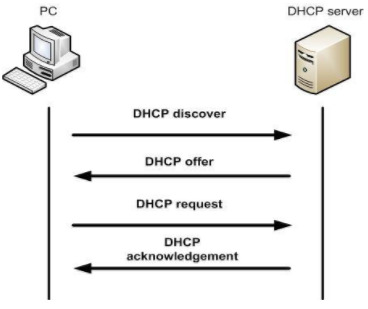 PC
DHCP server
DHCP discover
DHCP offer
DHCP request
DHCP
acknowledgement